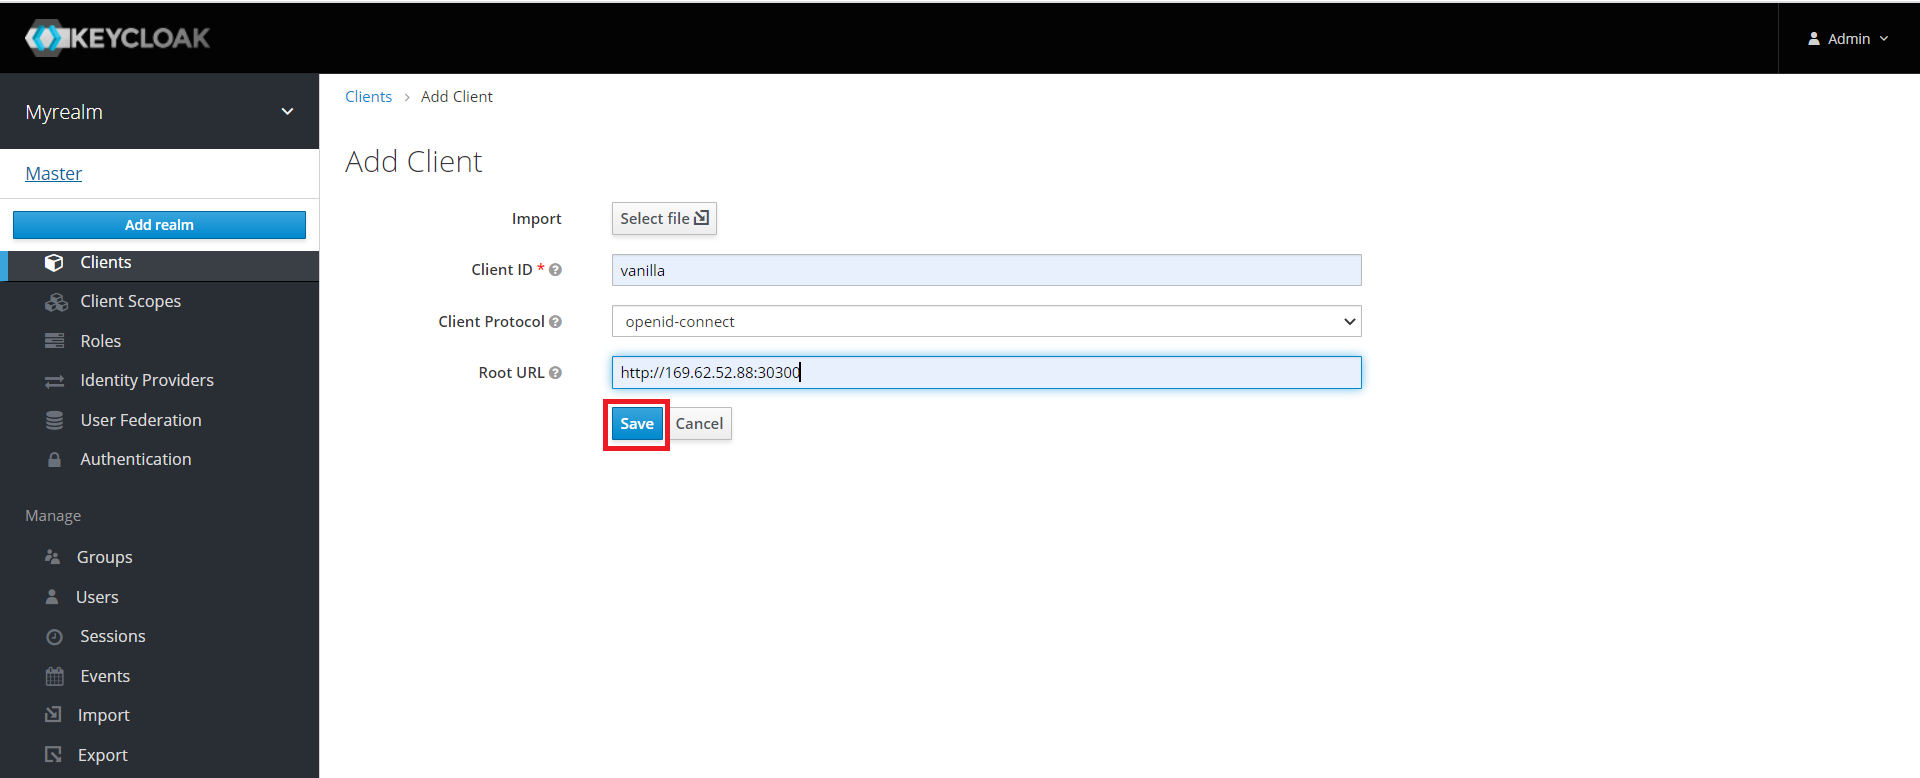 KEYCLOAK
Admin
Myrealm
Master
Add realm
Clients
Client Scopes
Roles
Identity Providers
User Federation
Authentication
Manage
Groups
Users
Sessions
Events
Import
Export
Clients > Add Client
Add Client
Import Select file
Client ID * vanilla
Client Protocol openid-connect
Root URL http://169.62.52.88:30300
Save Cancel